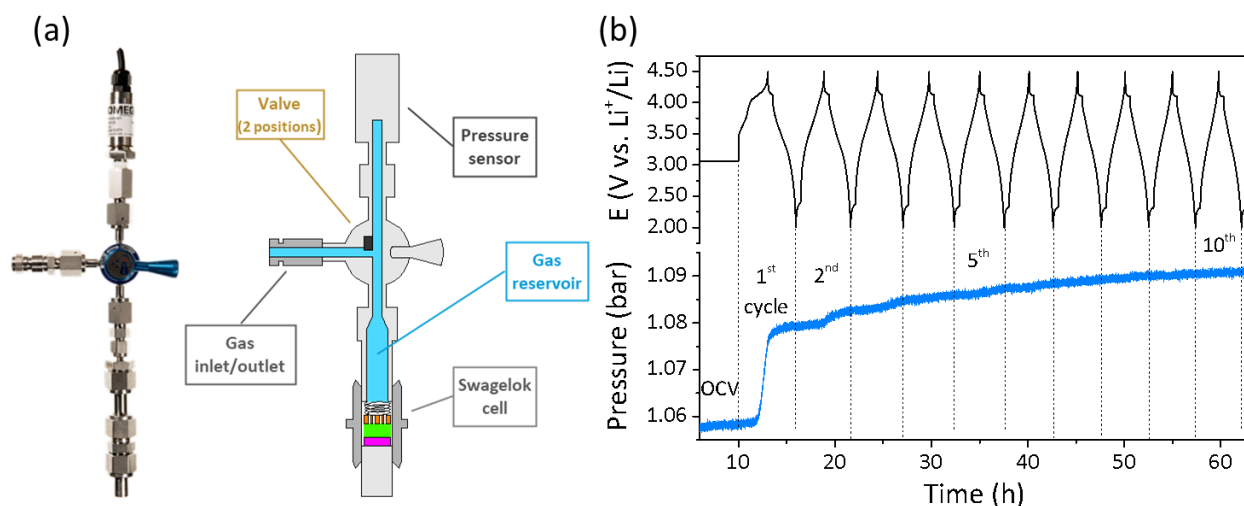 (a)
OMEG
Valve
(2 positions)
Pressure
sensor
Gas
reservoir
Gas
inlet/outlet
Swagelok
cell
(b)
E (V vs. Li⁺/Li)
4.50
4.00
3.50
3.00
2.50
2.00
Pressure (bar)
1.09
1.08
1.07
1.06
OCV
1ˢᵗ
cycle
2ⁿᵈ
5ᵗʰ
10ᵗʰ
10
20
30
40
50
60
Time (h)